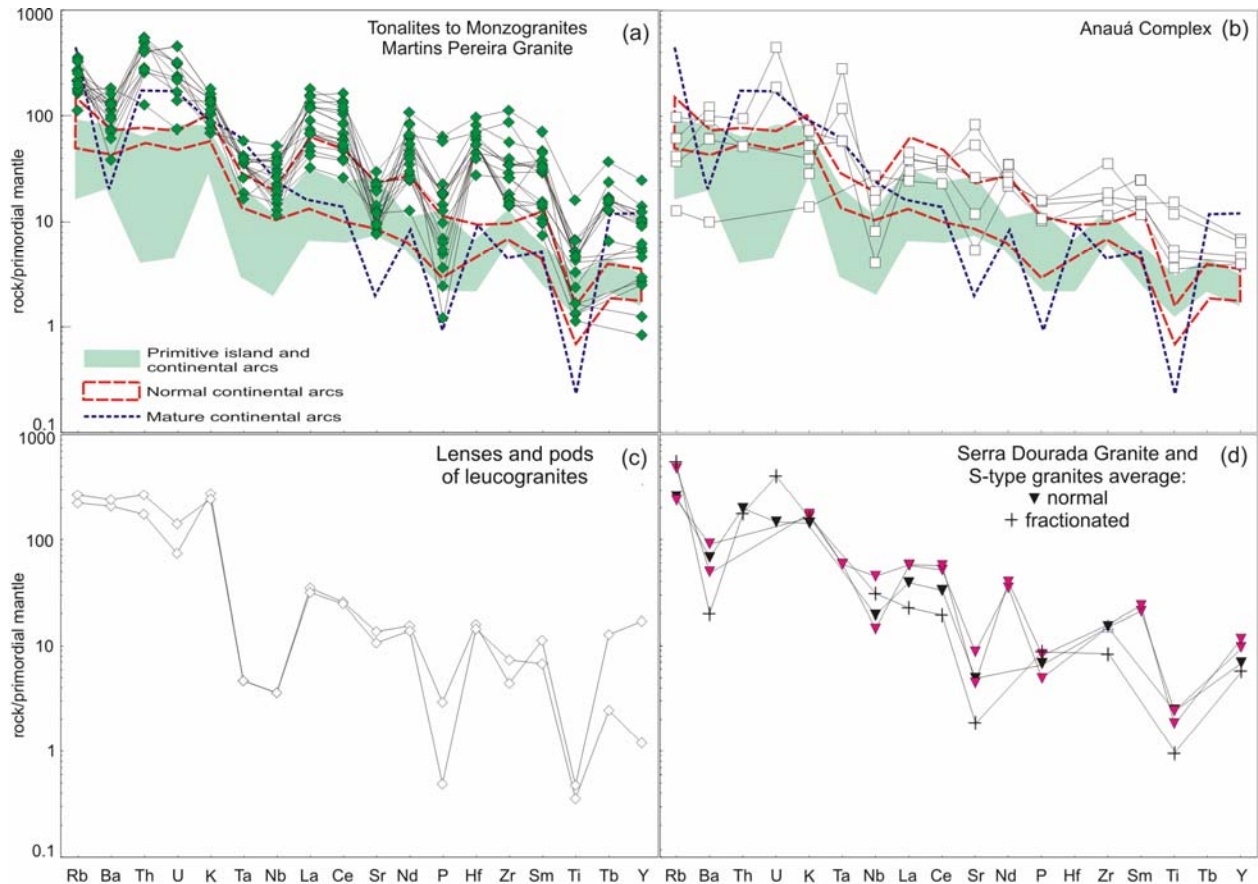 1000
100
10
1
0.1
rock/primordial mantle
Tonalites to Monzogranites
Martins Pereira Granite
(a)
Primitive island and
continental arcs
Normal continental arcs
Mature continental arcs
Anauá Complex
(b)
1000
100
10
1
0.1
rock/primordial mantle
Lenses and pods
of leucogranites
(c)
Serra Dourada Granite and
S-type granites average:
normal
fractionated
(d)
Rb Ba Th U K Ta Nb La Ce Sr Nd P Hf Zr Sm Ti Tb Y
Rb Ba Th U K Ta Nb La Ce Sr Nd P Hf Zr Sm Ti Tb Y